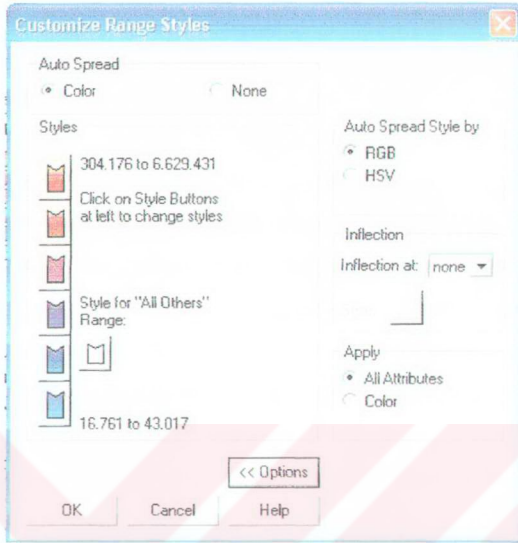 Customize Range Styles
Auto Spread
Color
None
Styles
304.176 to 6.629.431
Click on Style Buttons
at left to change styles
Style for "All Others"
Range:
16.761 to 43.017
Auto Spread Style by
RGB
HSV
Inflection
Inflection at: none
Apply
All Attributes
Color
<< Options
OK
Cancel
Help